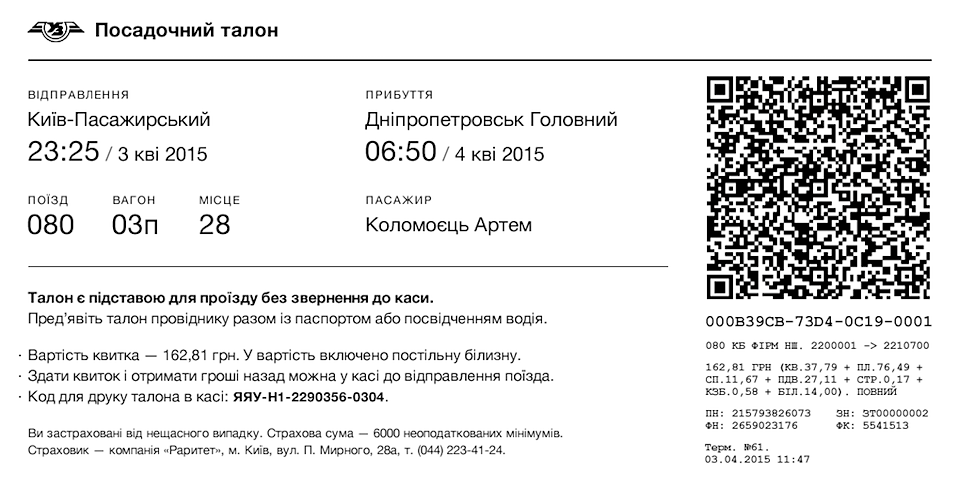 УЗ Посадочний талон
ВІДПРАВЛЕННЯ
Київ-Пасажирський
23:25 / 3 кві 2015
ПРИБУТТЯ
Дніпропетровськ Головний
06:50 / 4 кві 2015
ПОЇЗД
080
ВАГОН
03п
МІСЦЕ
28
ПАСАЖИР
Коломоєць Артем
Талон є підставою для проїзду без звернення до каси.
Пред’явіть талон провіднику разом із паспортом або посвідченням водія.
· Вартість квитка — 162,81 грн. У вартість включено постільну білизну.
· Здати квиток і отримати гроші назад можна у касі до відправлення поїзда.
· Код для друку талона в касі: ЯЯУ-Н1-2290356-0304.
Ви застраховані від нещасного випадку. Страхова сума — 6000 неоподаткованих мінімумів.
Страховик — компанія «Раритет», м. Київ, вул. П. Мирного, 28а, т. (044) 223-41-24.
000B39CB-73D4-0C19-0001
080 КБ ФІРМ НШ. 2200001 -> 2210700
162,81 ГРН (КВ.37,79 + ПЛ.76,49 +
СП.11,67 + ПДВ.27,11 + СТР.0,17 +
КЗБ.0,58 + БІЛ.14,00). ПОВНИЙ
ПН: 215793826073 ЗН: ЗТ00000002
ФН: 2659023176 ФК: 5541513
Терм. №61.
03.04.2015 11:47